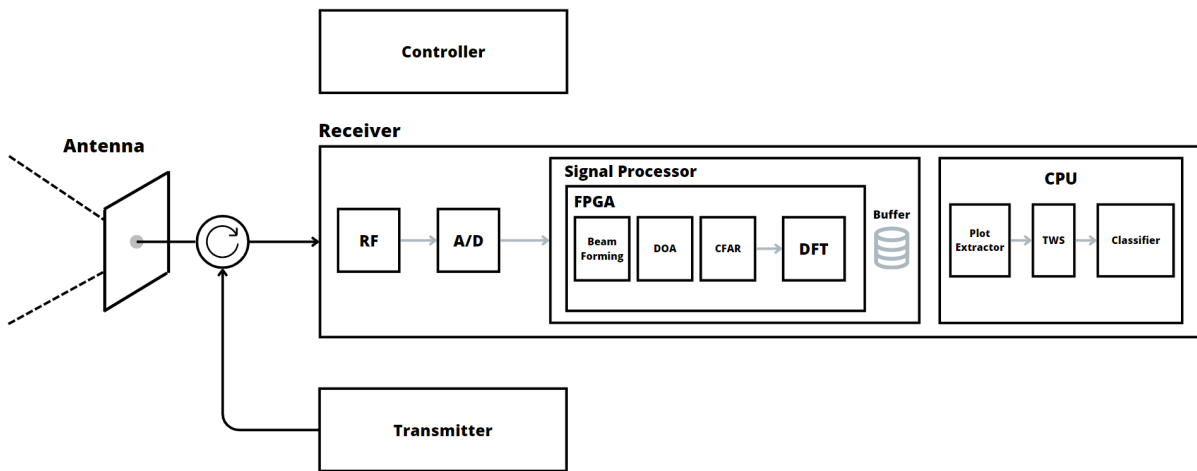 Controller
Receiver
Antenna
Signal Processor
CPU
FPGA
Buffer
RF
A/D
Beam
Forming
DOA
CFAR
DFT
Plot
Extractor
TWS
Classifier
Transmitter